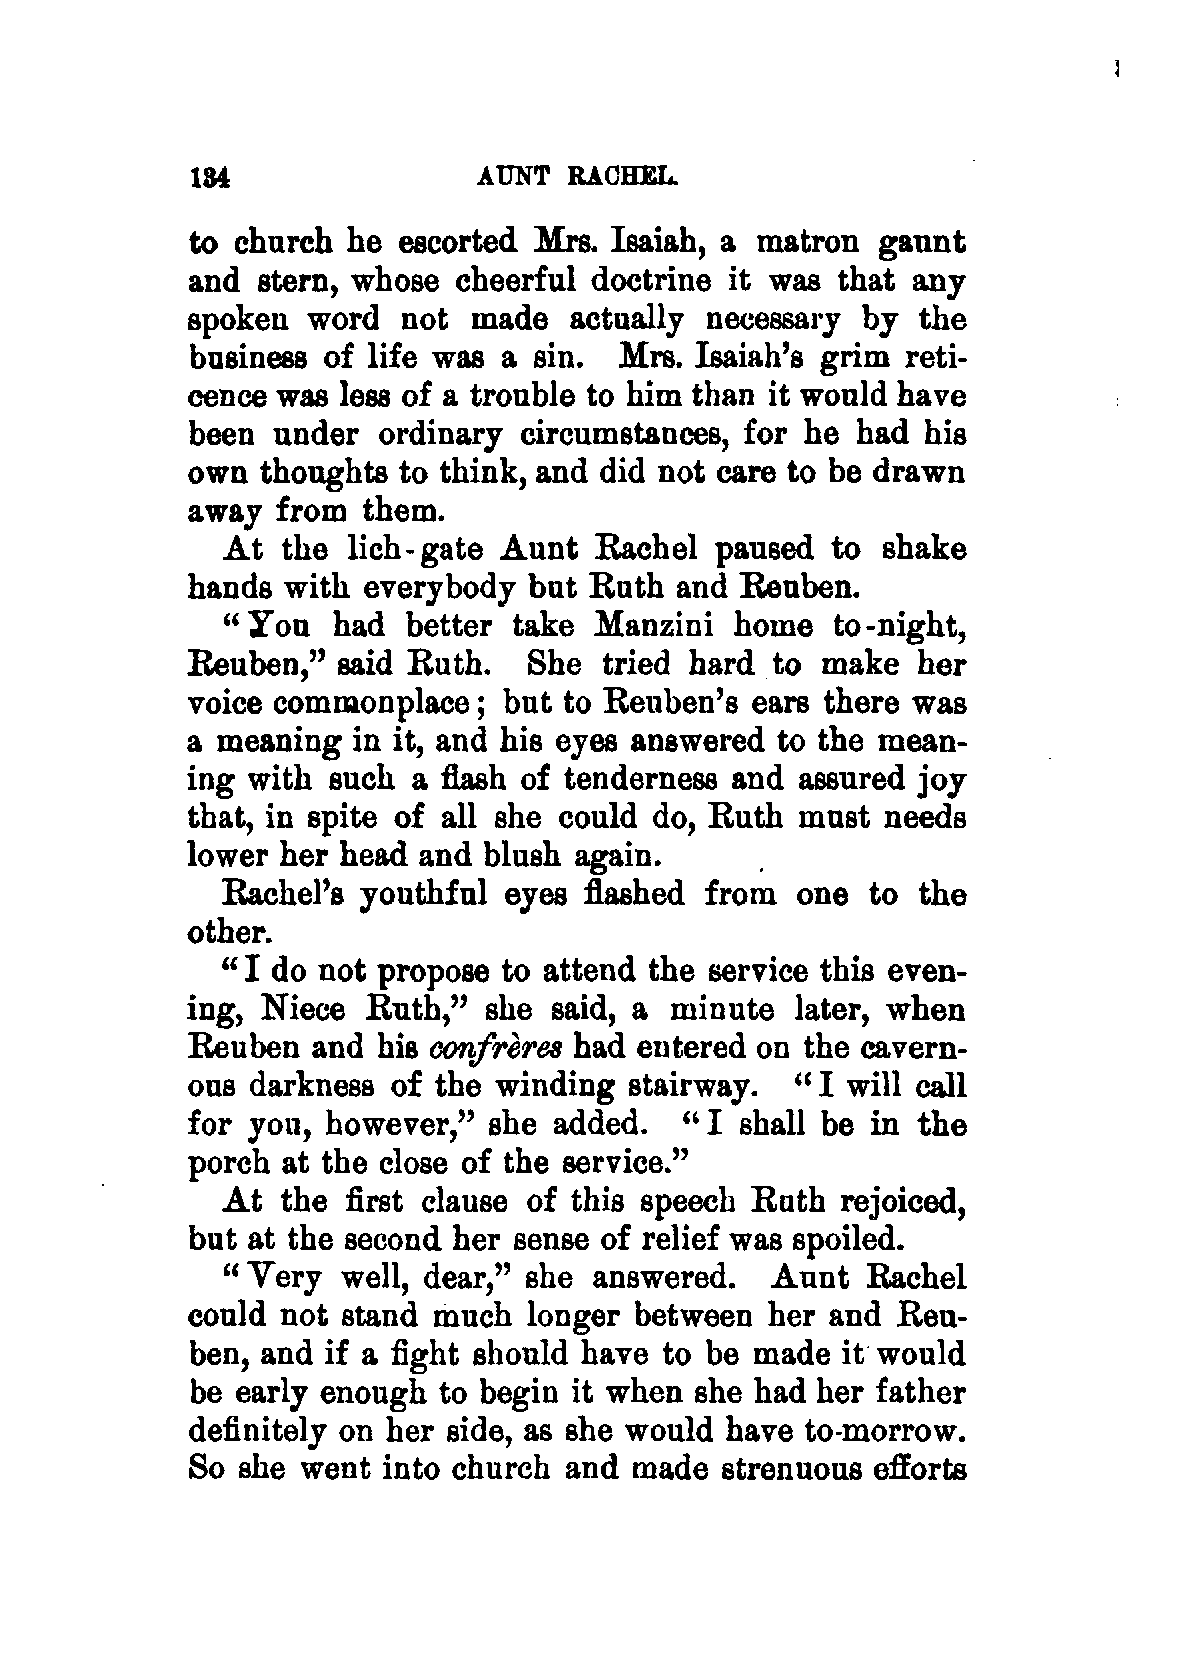 134 AUNT RACHEL.
to church he escorted Mrs. Isaiah, a matron gaunt
and stern, whose cheerful doctrine it was that any
spoken word not made actually necessary by the
business of life was a sin. Mrs. Isaiah's grim reti-
cence was less of a trouble to him than it would have
been under ordinary circumstances, for he had his
own thoughts to think, and did not care to be drawn
away from them.
At the lich-gate Aunt Rachel paused to shake
hands with everybody but Ruth and Reuben.
“You had better take Manzini home to-night,
Reuben,” said Ruth. She tried hard to make her
voice commonplace; but to Reuben's ears there was
a meaning in it, and his eyes answered to the mean-
ing with such a flash of tenderness and assured joy
that, in spite of all she could do, Ruth must needs
lower her head and blush again.
Rachel's youthful eyes flashed from one to the
other.
“I do not propose to attend the service this even-
ing, Niece Ruth,” she said, a minute later, when
Reuben and his confrères had entered on the cavern-
ous darkness of the winding stairway. “I will call
for you, however,” she added. “I shall be in the
porch at the close of the service.”
At the first clause of this speech Ruth rejoiced,
but at the second her sense of relief was spoiled.
“Very well, dear,” she answered. Aunt Rachel
could not stand much longer between her and Reu-
ben, and if a fight should have to be made it would
be early enough to begin it when she had her father
definitely on her side, as she would have to-morrow.
So she went into church and made strenuous efforts